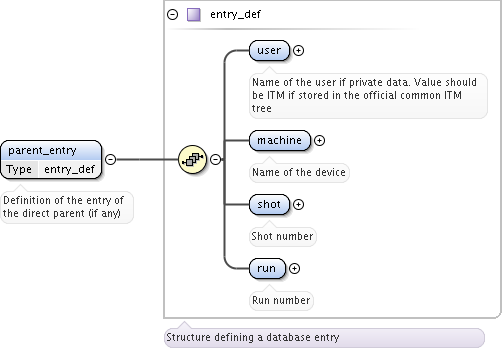 entry_def
user
Name of the user if private data. Value should
be ITM if stored in the official common ITM
tree
parent_entry
Type entry_def
Definition of the entry of
the direct parent (if any)
machine
Name of the device
shot
Shot number
run
Run number
Structure defining a database entry